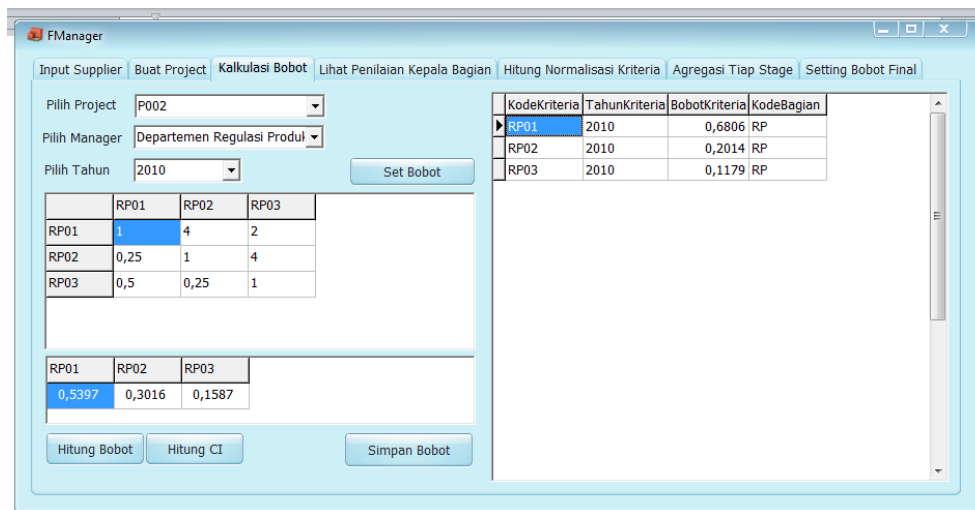 FManager
Input Supplier Buat Project Kalkulasi Bobot Lihat Penilaian Kepala Bagian Hitung Normalisasi Kriteria Agregasi Tiap Stage Setting Bobot Final
Pilih Project P002
Pilih Manager Departemen Regulasi Produk
Pilih Tahun 2010 Set Bobot
RP01 RP02 RP03
RP01 1 4 2
RP02 0,25 1 4
RP03 0,5 0,25 1
RP01 RP02 RP03
0,5397 0,3016 0,1587
Hitung Bobot Hitung CI Simpan Bobot
KodeKriteria TahunKriteria BobotKriteria KodeBagian
RP01 2010 0,6806 RP
RP02 2010 0,2014 RP
RP03 2010 0,1179 RP